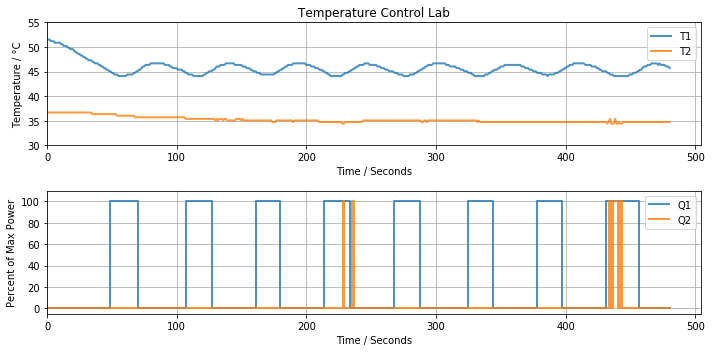 Temperature Control Lab
55
50
45
40
35
30
Temperature / °C
T1
T2
0 100 200 300 400 500
Time / Seconds
100
80
60
40
20
0
Percent of Max Power
Q1
Q2
0 100 200 300 400 500
Time / Seconds